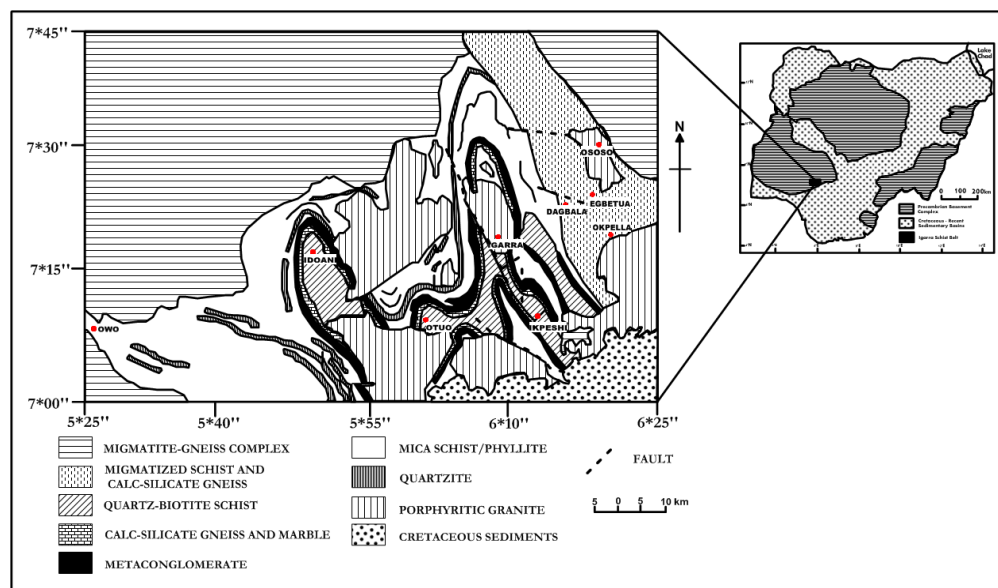 7*45''
7*30''
7*15''
7*00''
5*25''
5*40''
5*55''
6*10''
6*25''
OSOSO
EGBETUA
DAGBALA
OKPELLA
IGARRA
IDOANI
OWO
OTUO
IKPESHI
N
Lake
Chad
0 100 200km
Precambrian Basement
Complex
Cretaceous - Recent
Sedimentary Basins
Igarra Schist Belt
MIGMATITE-GNEISS COMPLEX
MIGMATIZED SCHIST AND
CALC-SILICATE GNEISS
QUARTZ-BIOTITE SCHIST
CALC-SILICATE GNEISS AND MARBLE
METACONGLOMERATE
MICA SCHIST/PHYLLITE
QUARTZITE
PORPHYRITIC GRANITE
CRETACEOUS SEDIMENTS
FAULT
5 0 5 10 km